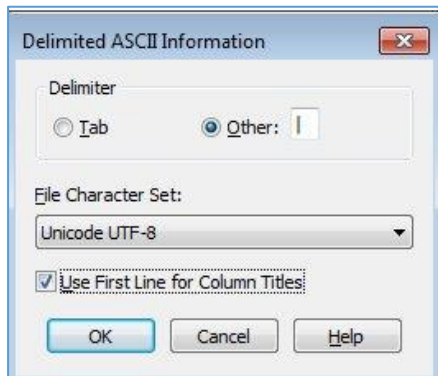 Delimited ASCII Information
Delimiter
Tab
Other: |
File Character Set:
Unicode UTF-8
Use First Line for Column Titles
OK Cancel Help